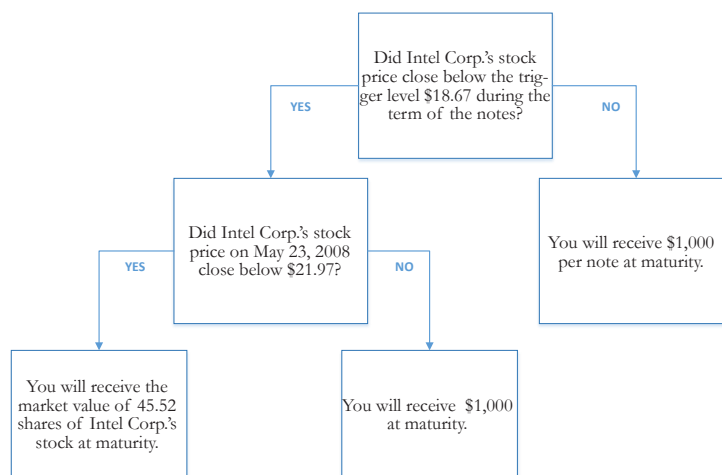 Did Intel Corp.'s stock
price close below the trig-
ger level $18.67 during the
term of the notes?
YES
NO
Did Intel Corp.'s stock
price on May 23, 2008
close below $21.97?
You will receive $1,000
per note at maturity.
YES
NO
You will receive the
market value of 45.52
shares of Intel Corp.'s
stock at maturity.
You will receive $1,000
at maturity.